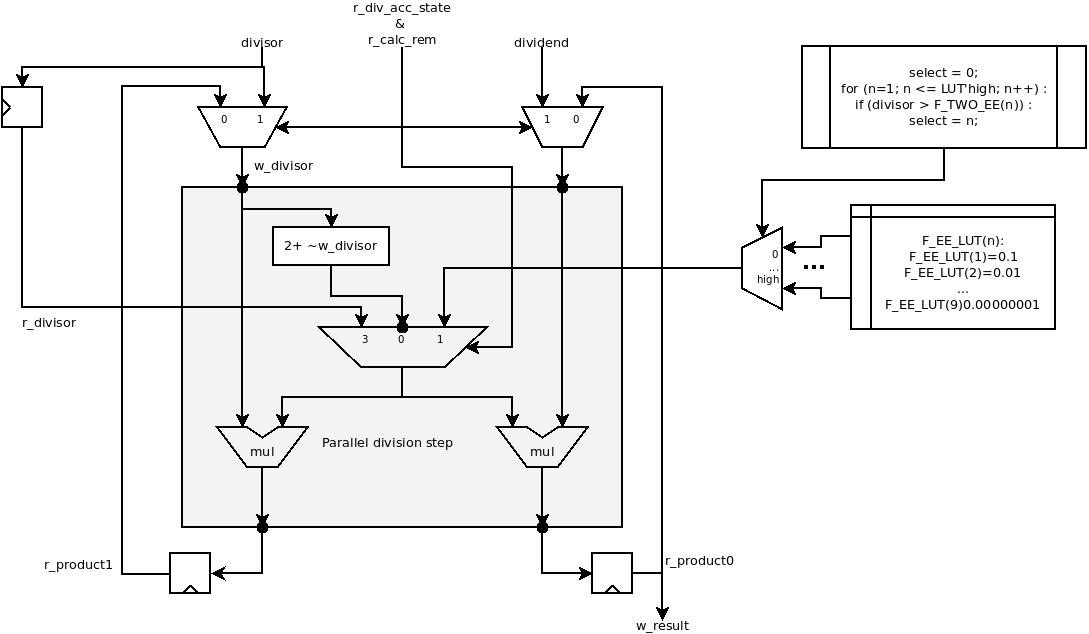 r_div_acc_state
&
r_calc_rem
divisor
dividend
select = 0;
for (n=1; n <= LUT'high; n++) :
if (divisor > F_TWO_EE(n)) :
select = n;
0 1
1 0
w_divisor
2+ ~w_divisor
0
...
high
...
F_EE_LUT(n):
F_EE_LUT(1)=0.1
F_EE_LUT(2)=0.01
...
F_EE_LUT(9)0.00000001
r_divisor
3 0 1
mul
Parallel division step
mul
r_product1
r_product0
w_result